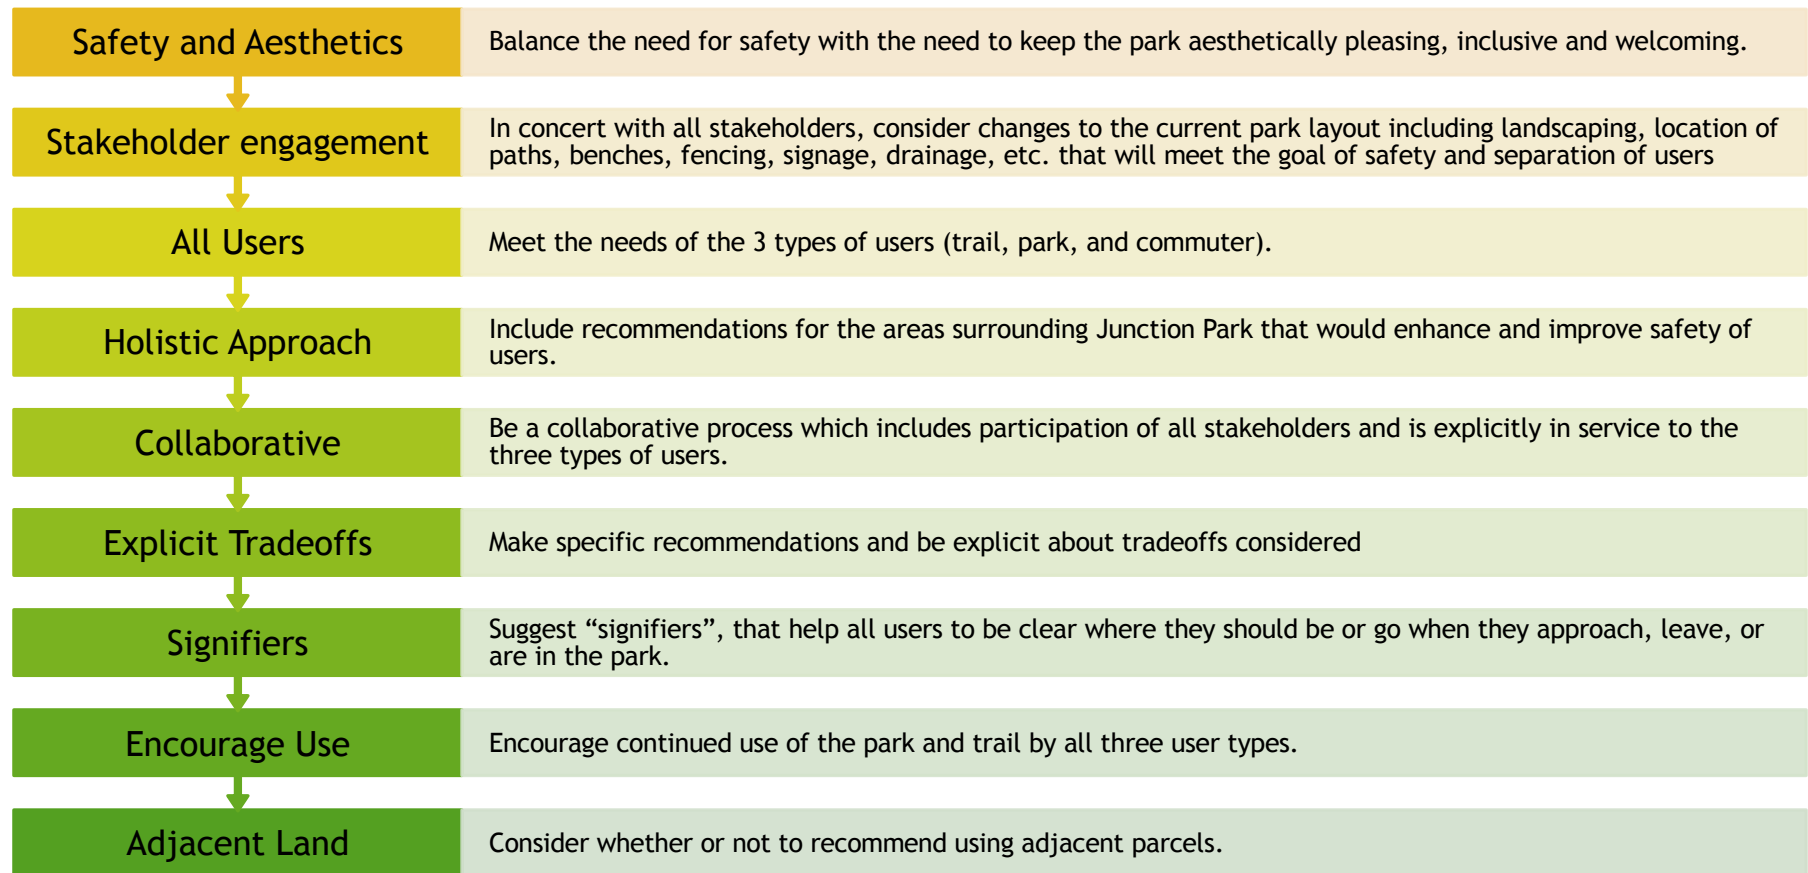 Safety and Aesthetics
Balance the need for safety with the need to keep the park aesthetically pleasing, inclusive and welcoming.
Stakeholder engagement
In concert with all stakeholders, consider changes to the current park layout including landscaping, location of
paths, benches, fencing, signage, drainage, etc. that will meet the goal of safety and separation of users
All Users
Meet the needs of the 3 types of users (trail, park, and commuter).
Holistic Approach
Include recommendations for the areas surrounding Junction Park that would enhance and improve safety of
users.
Collaborative
Be a collaborative process which includes participation of all stakeholders and is explicitly in service to the
three types of users.
Explicit Tradeoffs
Make specific recommendations and be explicit about tradeoffs considered
Signifiers
Suggest “signifiers”, that help all users to be clear where they should be or go when they approach, leave, or
are in the park.
Encourage Use
Encourage continued use of the park and trail by all three user types.
Adjacent Land
Consider whether or not to recommend using adjacent parcels.